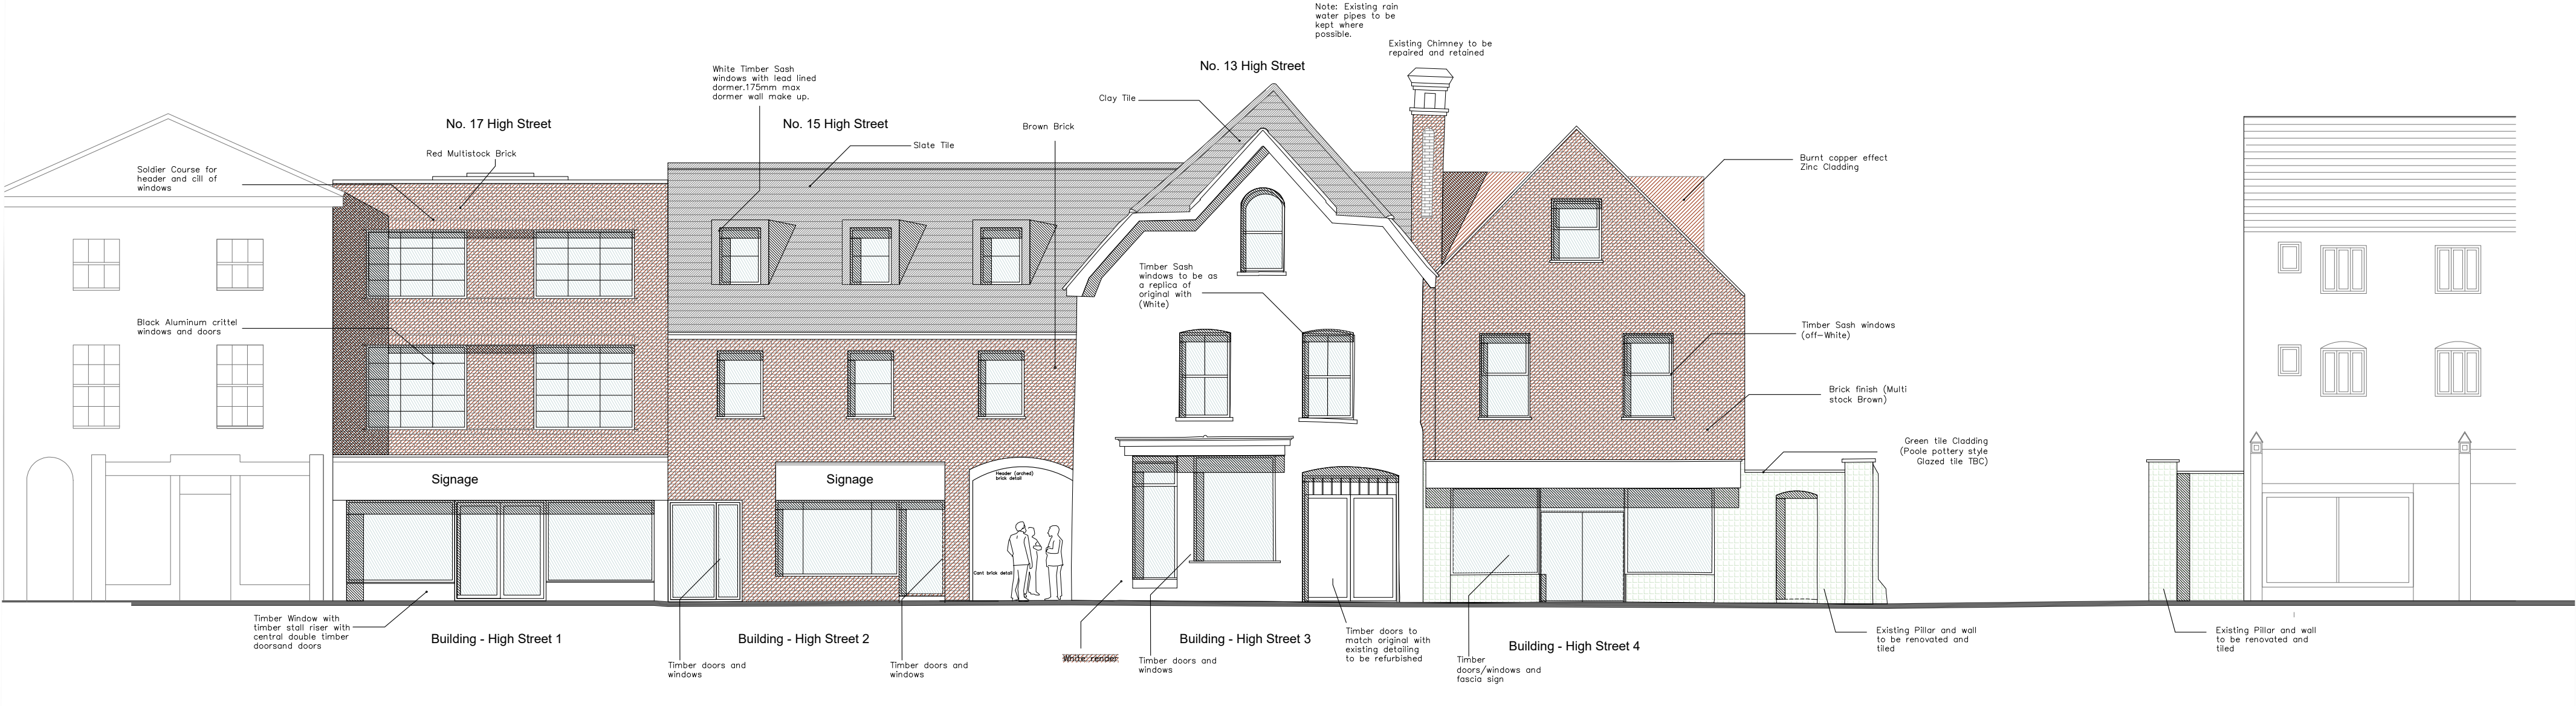 Note: Existing rain
water pipes to be
kept where
possible.
Existing Chimney to be
repaired and retained
No. 13 High Street
White Timber Sash
windows with lead lined
dormer.175mm max
dormer wall make up.
Clay Tile
No. 17 High Street
No. 15 High Street
Brown Brick
Red Multistock Brick
Slate Tile
Burnt copper effect
Zinc Cladding
Soldier Course for
header and cill of
windows
Timber Sash
windows to be as
a replica of
original with
(White)
Black Aluminum crittel
windows and doors
Timber Sash windows
(off-White)
Brick finish (Multi
stock Brown)
Green tile Cladding
(Poole pottery style
Glazed tile TBC)
Signage
Signage
Header (arched)
brick detail
Cant brick detail
Timber Window with
timber stall riser with
central double timber
doorsand doors
Building - High Street 1
Building - High Street 2
Building - High Street 3
Building - High Street 4
Timber doors and
windows
Timber doors and
windows
White render
Timber doors and
windows
Timber doors to
match original with
existing detailing
to be refurbished
Timber
doors/windows and
fascia sign
Existing Pillar and wall
to be renovated and
tiled
Existing Pillar and wall
to be renovated and
tiled